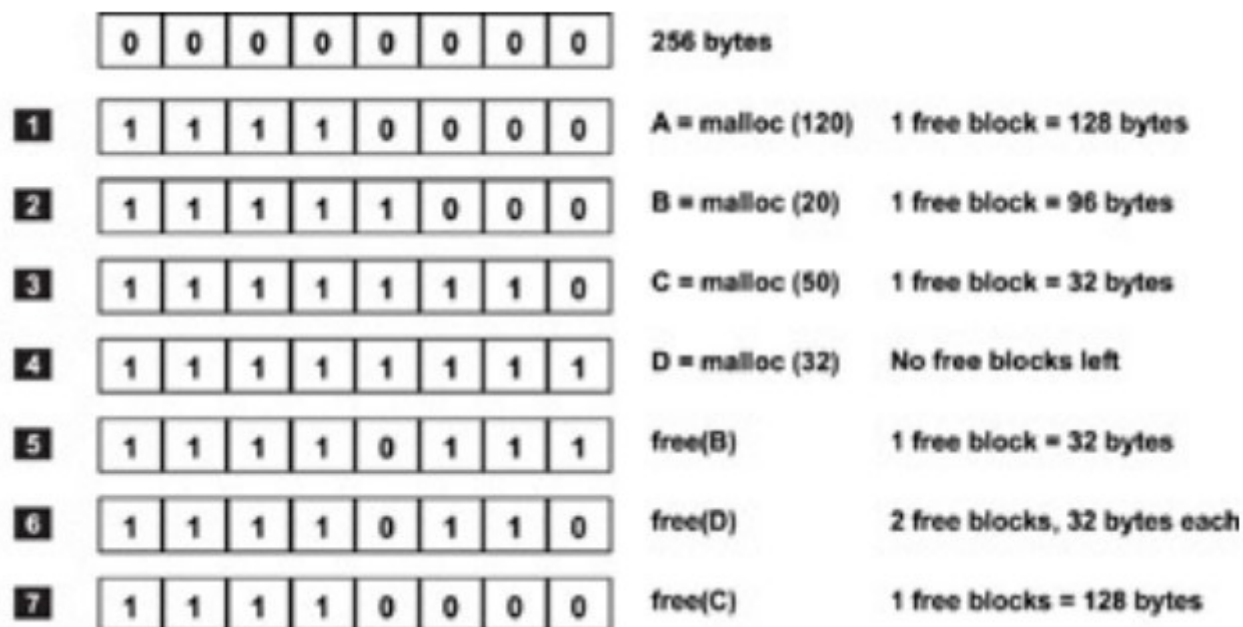 0 0 0 0 0 0 0 0 256 bytes
1 1 1 1 1 0 0 0 0 A = malloc (120) 1 free block = 128 bytes
2 1 1 1 1 1 0 0 0 B = malloc (20) 1 free block = 96 bytes
3 1 1 1 1 1 1 1 0 C = malloc (50) 1 free block = 32 bytes
4 1 1 1 1 1 1 1 1 D = malloc (32) No free blocks left
5 1 1 1 1 0 1 1 1 free(B) 1 free block = 32 bytes
6 1 1 1 1 0 1 1 0 free(D) 2 free blocks, 32 bytes each
7 1 1 1 1 0 0 0 0 free(C) 1 free blocks = 128 bytes